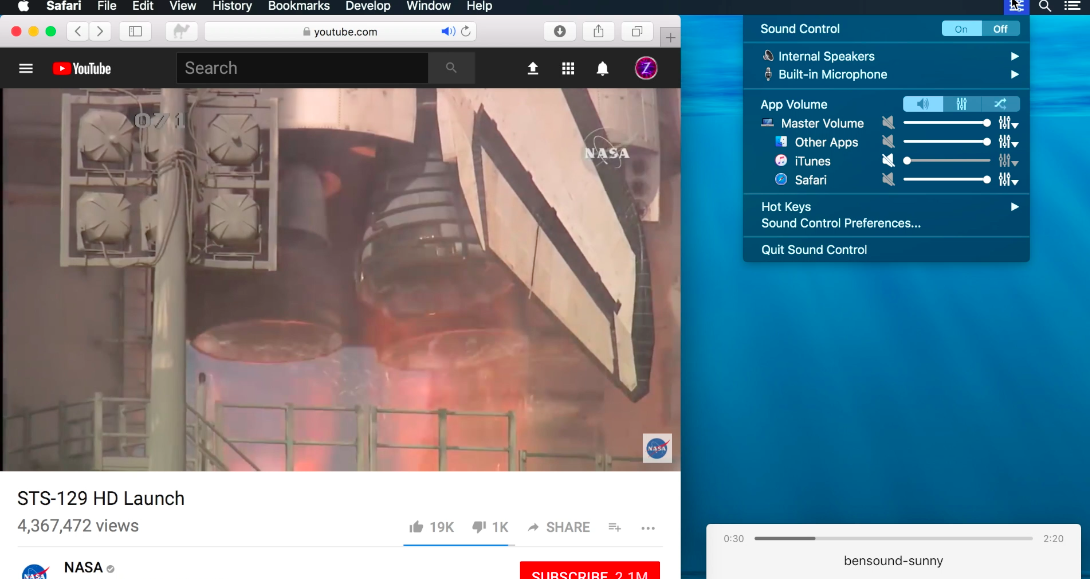 Safari File Edit View History Bookmarks Develop Window Help
youtube.com
YouTube
Search
Z
071
NASA
NASA
STS-129 HD Launch
4,367,472 views
19K 1K SHARE
NASA
NASA
SUBSCRIBE 2.1M
Sound Control On Off
Internal Speakers
Built-in Microphone
App Volume
Master Volume
Other Apps
iTunes
Safari
Hot Keys
Sound Control Preferences...
Quit Sound Control
0:30 2:20
bensound-sunny